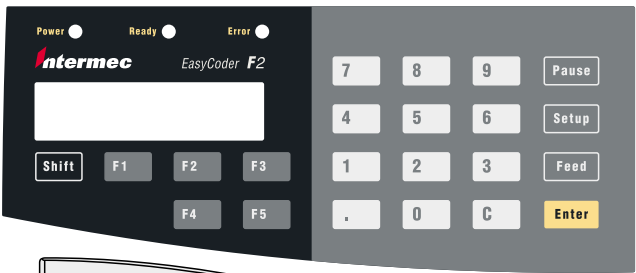 Power Ready Error
Intermec EasyCoder F2
7 8 9 Pause
4 5 6 Setup
Shift F1 F2 F3 1 2 3 Feed
F4 F5 . 0 C Enter